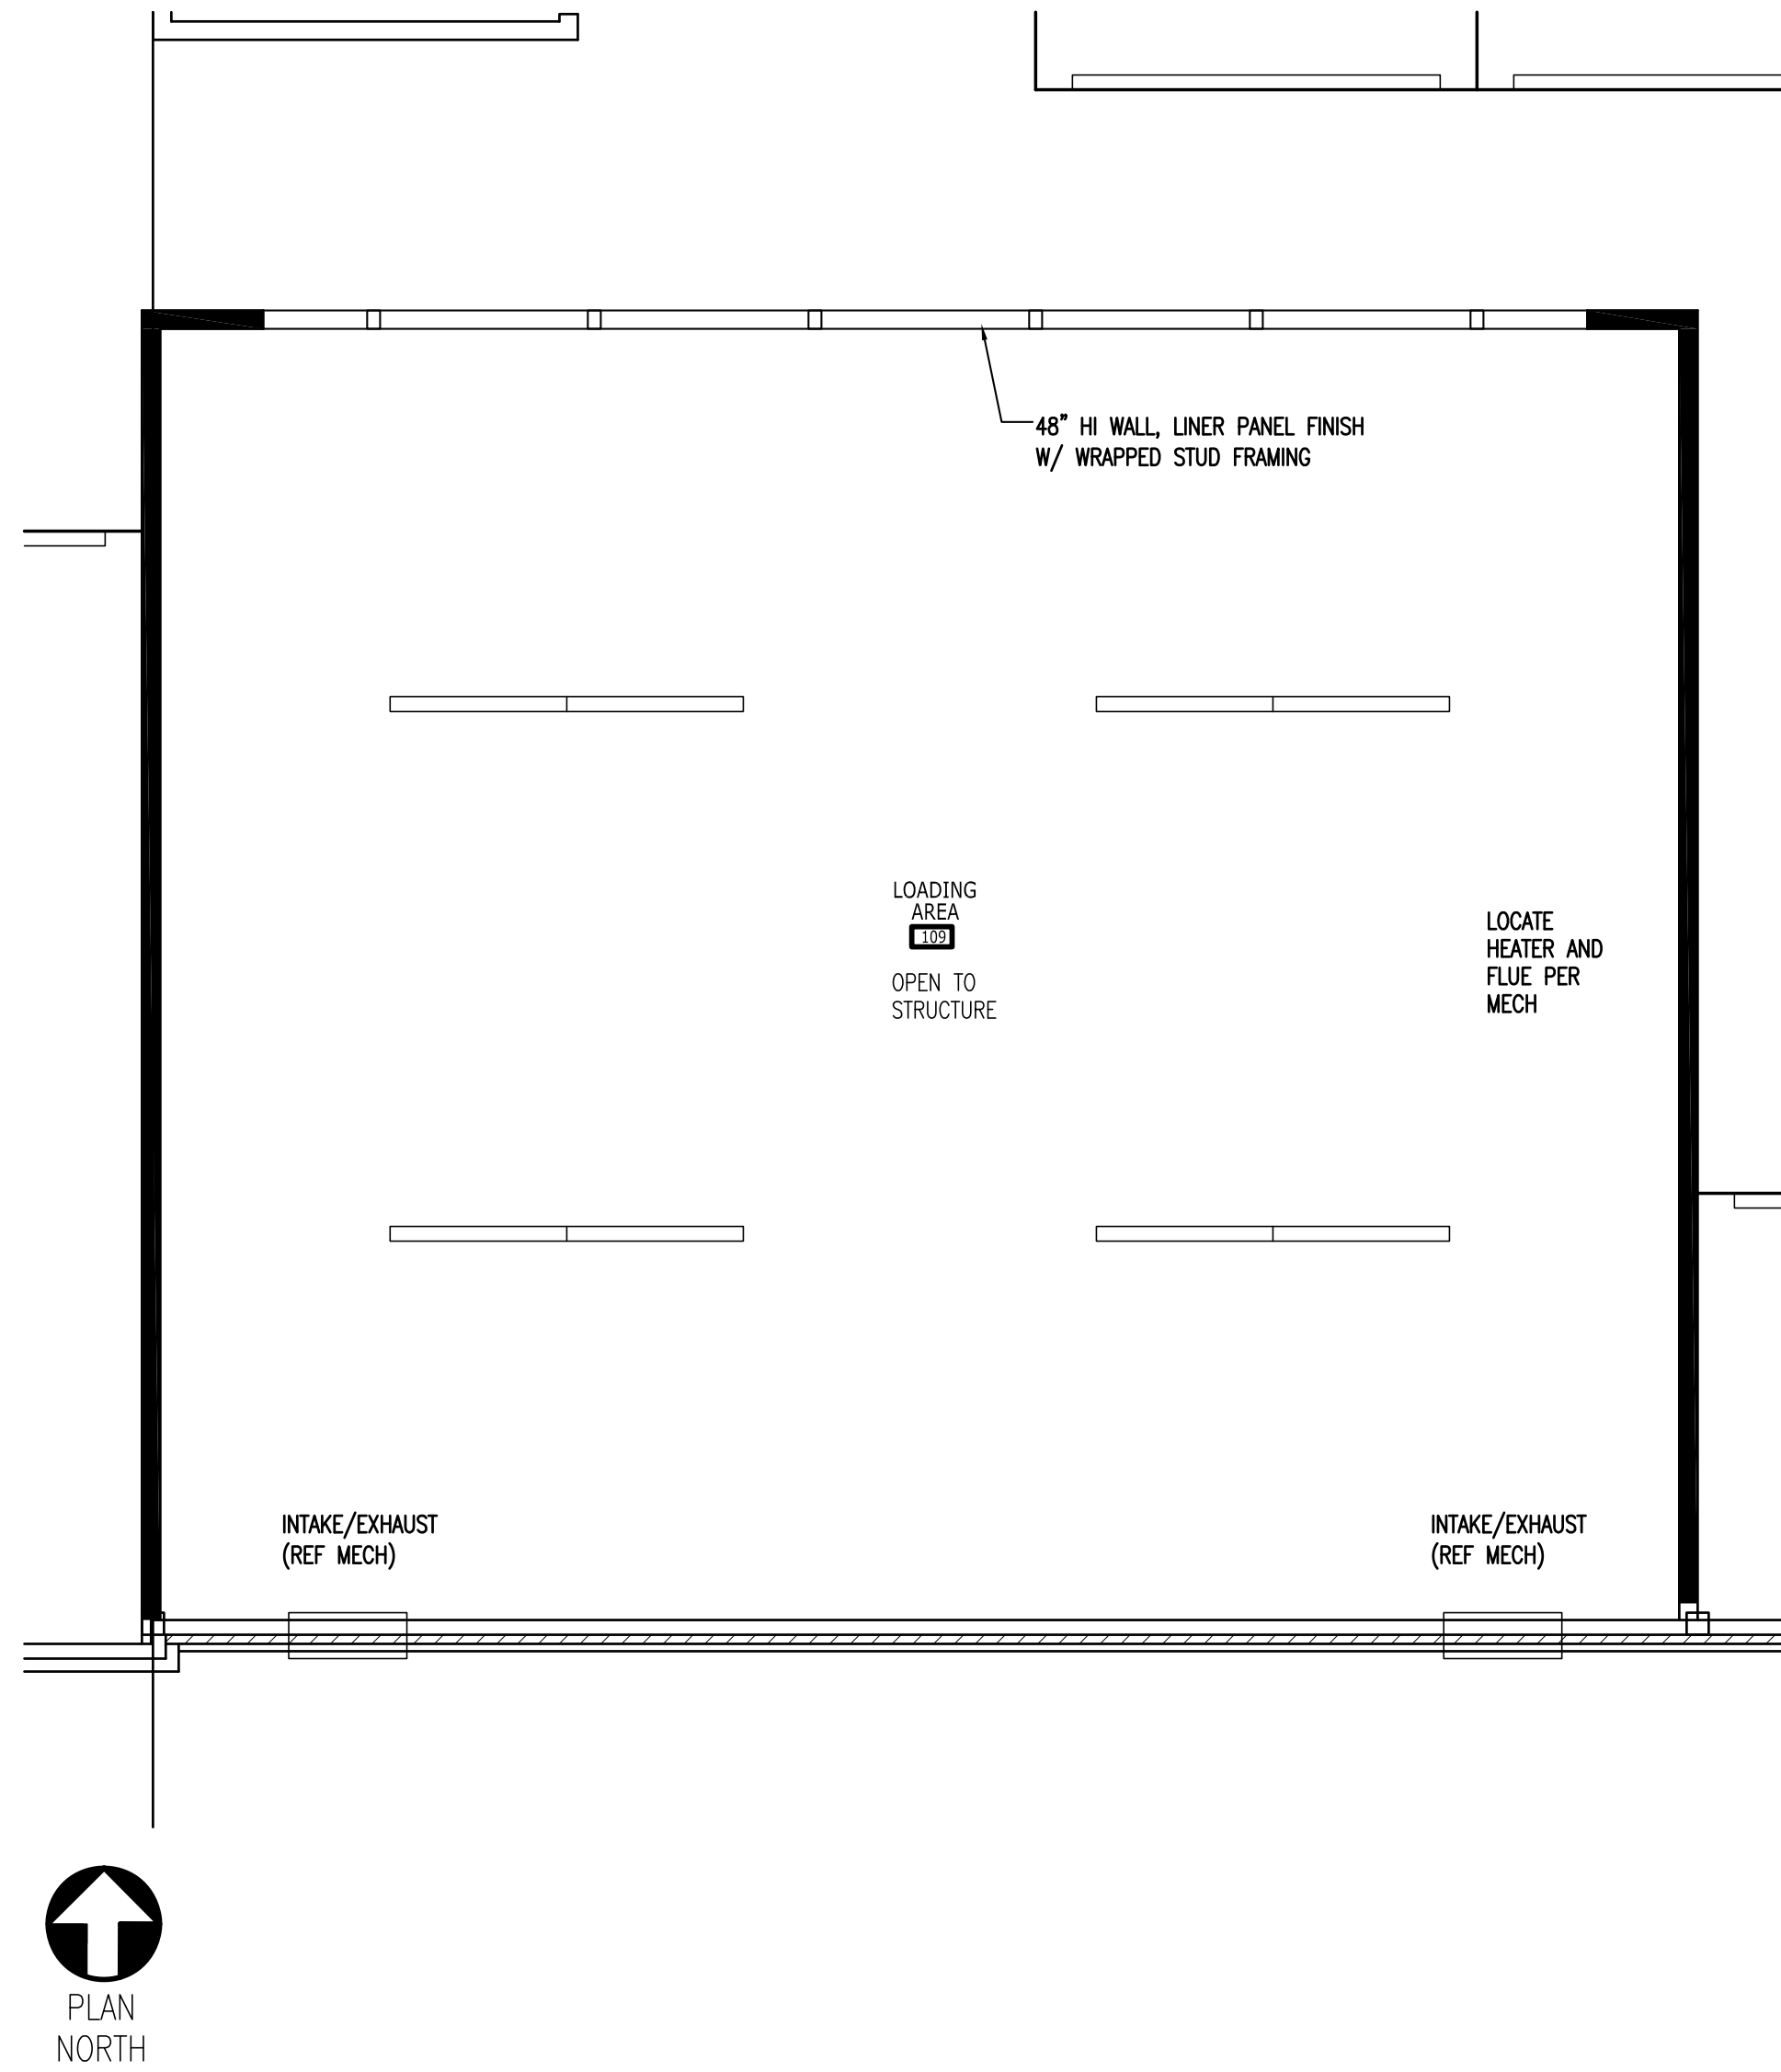 48" HI WALL, LINER PANEL FINISH
W/ WRAPPED STUD FRAMING
LOADING
AREA
109
OPEN TO
STRUCTURE
LOCATE
HEATER AND
FLUE PER
MECH
INTAKE/EXHAUST
(REF MECH)
INTAKE/EXHAUST
(REF MECH)
PLAN
NORTH